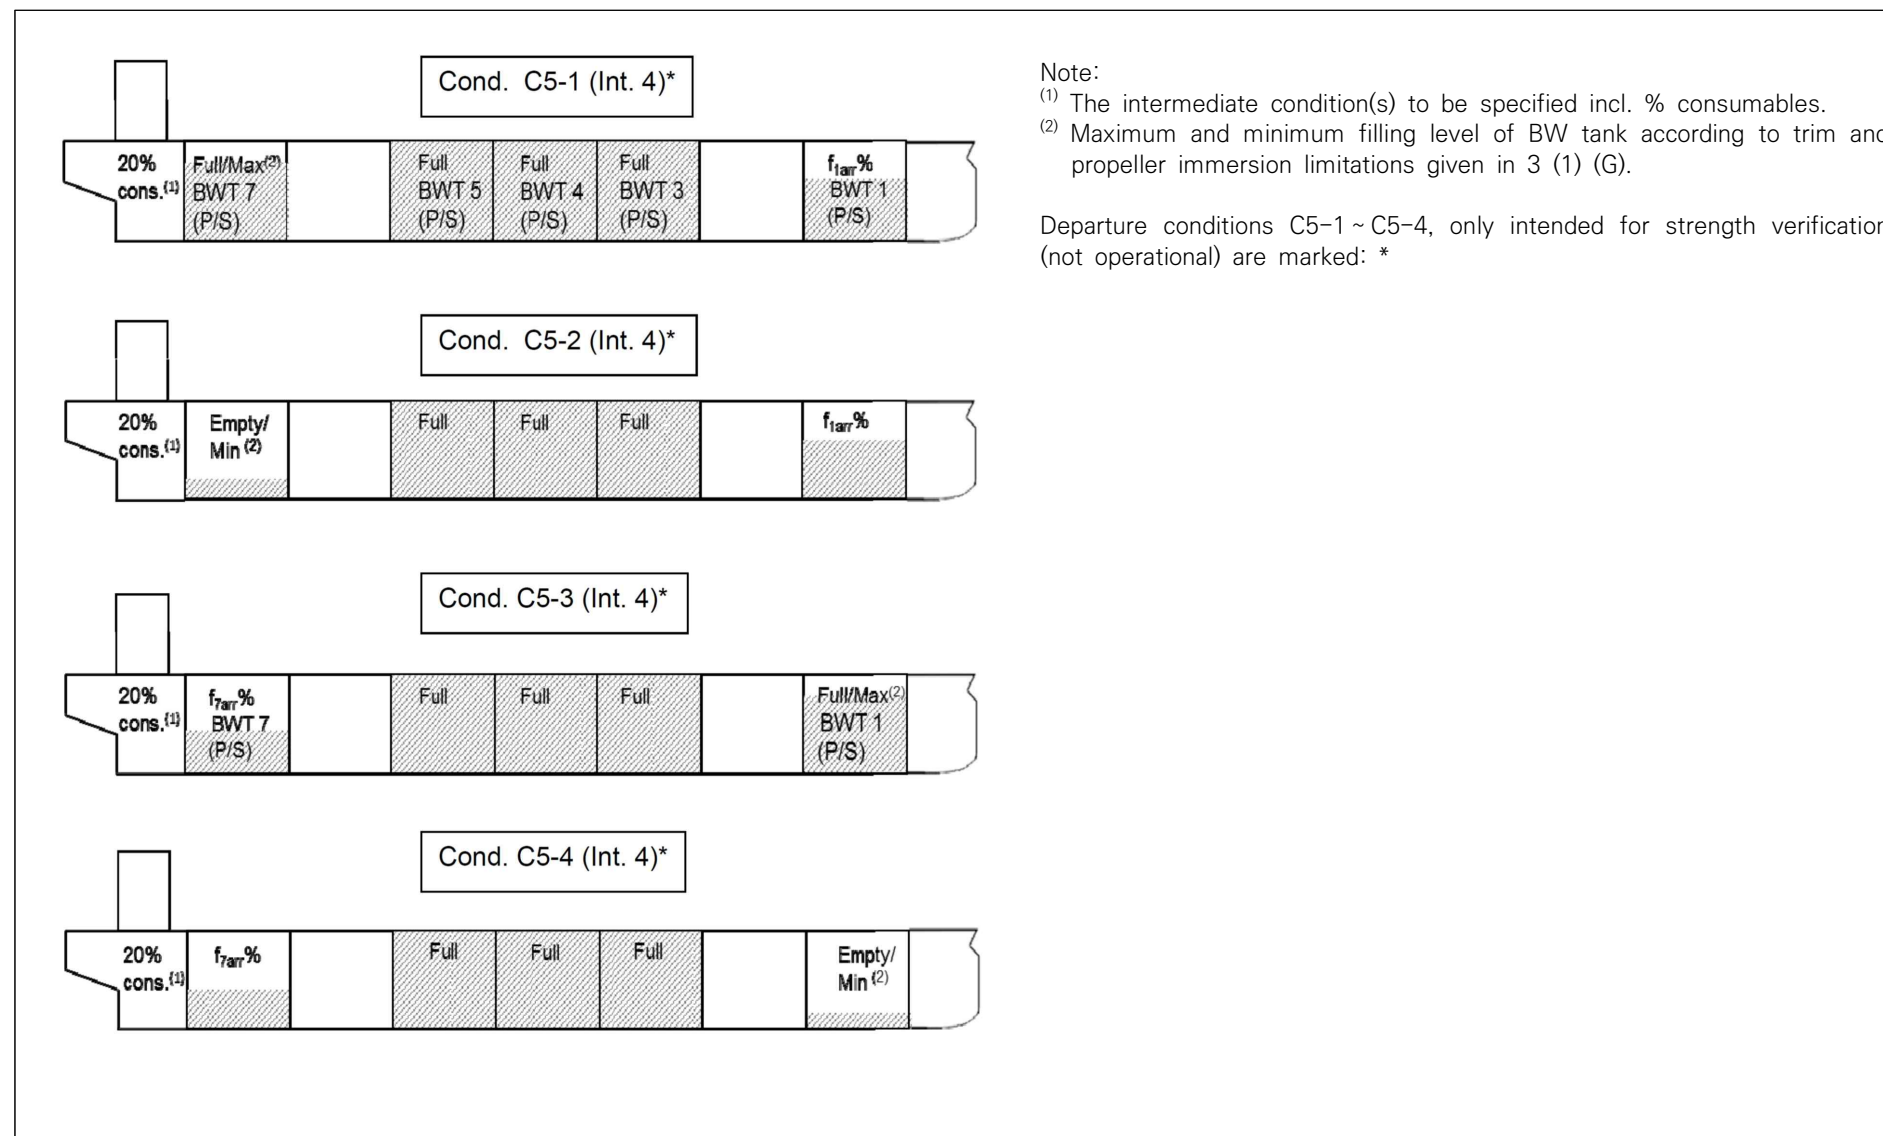 Cond. C5-1 (Int. 4)*
20% cons.(1)
Full/Max(2) BWT 7 (P/S)
Full BWT 5 (P/S)
Full BWT 4 (P/S)
Full BWT 3 (P/S)
f1arr% BWT 1 (P/S)
Cond. C5-2 (Int. 4)*
20% cons.(1)
Empty/ Min (2)
Full
Full
Full
f1arr%
Cond. C5-3 (Int. 4)*
20% cons.(1)
f7arr% BWT 7 (P/S)
Full
Full
Full
Full/Max(2) BWT 1 (P/S)
Cond. C5-4 (Int. 4)*
20% cons.(1)
f7arr%
Full
Full
Full
Empty/ Min (2)
Note:
(1) The intermediate condition(s) to be specified incl. % consumables.
(2) Maximum and minimum filling level of BW tank according to trim and
propeller immersion limitations given in 3 (1) (G).
Departure conditions C5-1 ~ C5-4, only intended for strength verification
(not operational) are marked: *